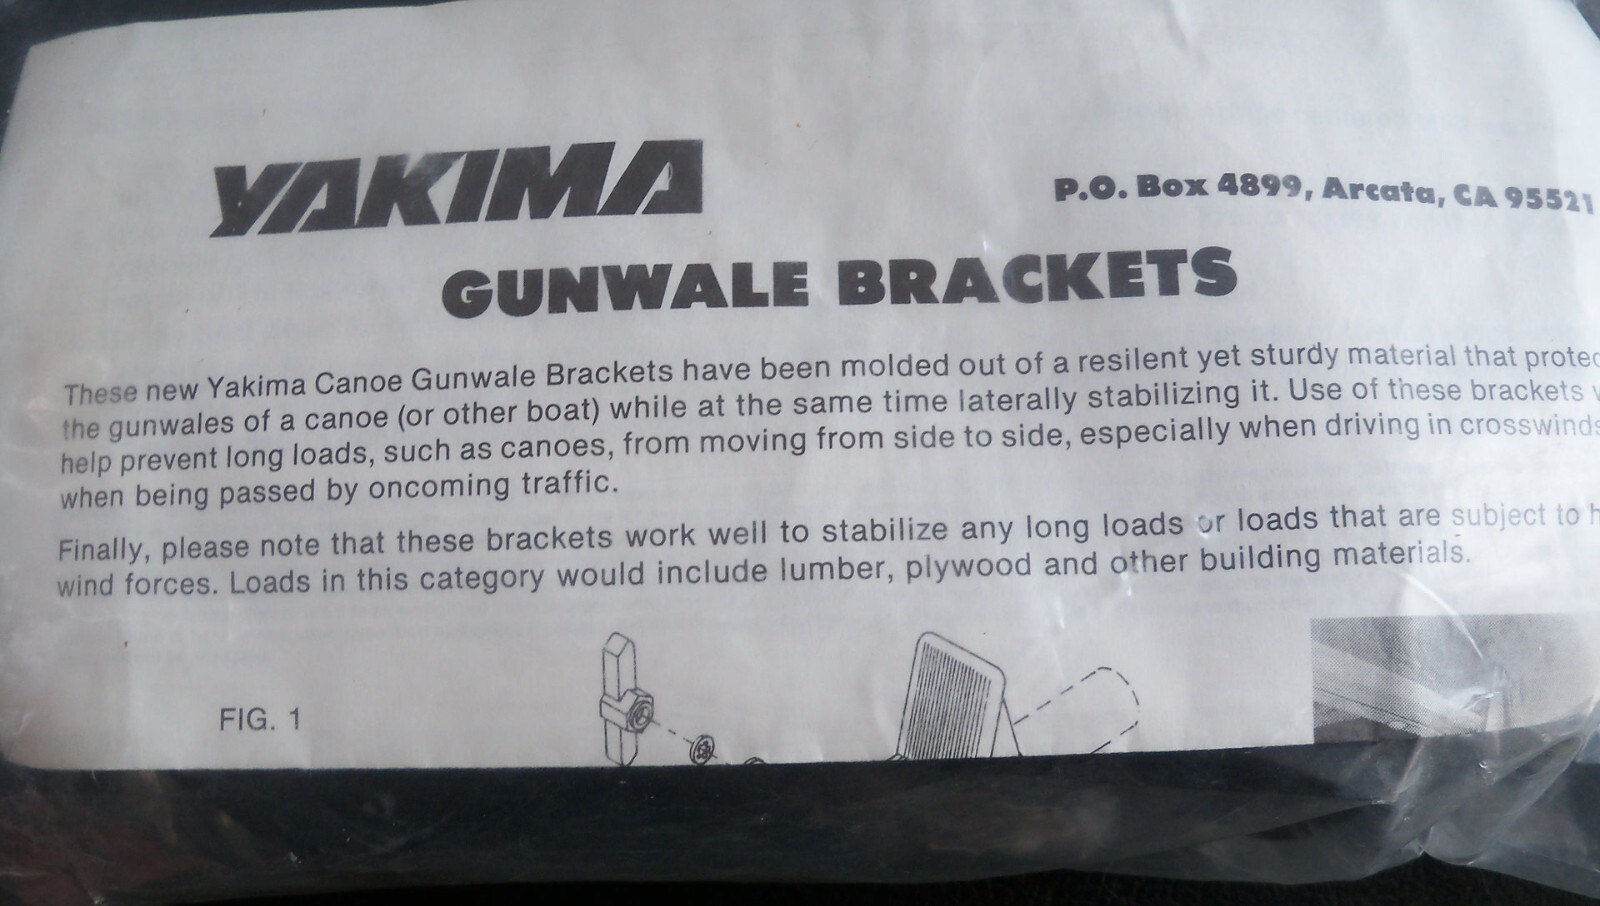 YAKIMA
P.O. Box 4899, Arcata, CA 95521
GUNWALE BRACKETS
These new Yakima Canoe Gunwale Brackets have been molded out of a resilent yet sturdy material that protec
the gunwales of a canoe (or other boat) while at the same time laterally stabilizing it. Use of these brackets
help prevent long loads, such as canoes, from moving from side to side, especially when driving in crosswinds
when being passed by oncoming traffic.
Finally, please note that these brackets work well to stabilize any long loads or loads that are subject to h
wind forces. Loads in this category would include lumber, plywood and other building materials.
FIG. 1